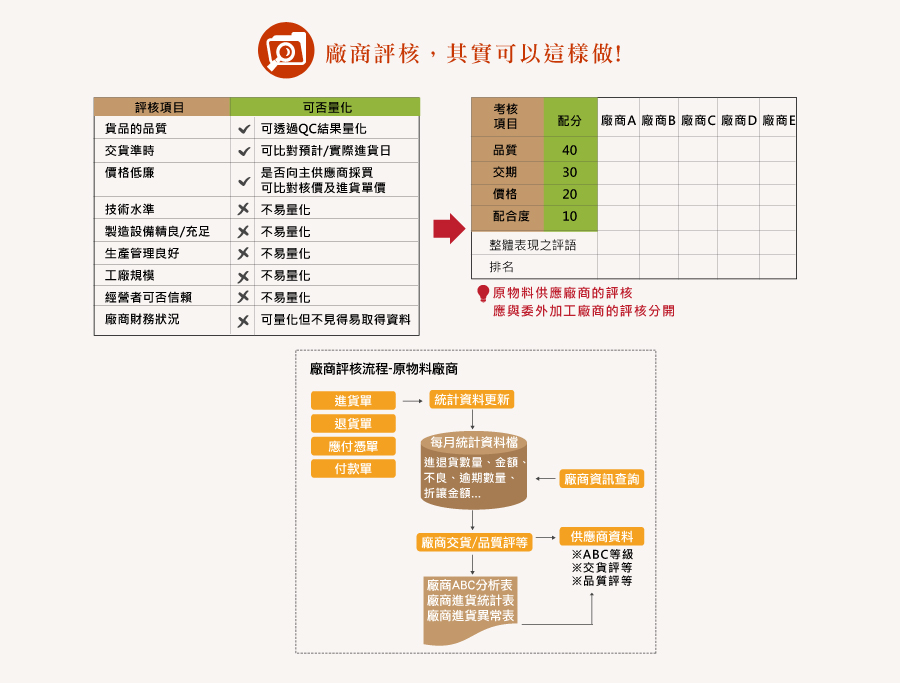 廠商評核，其實可以這樣做!
評核項目 可否量化
貨品的品質 可透過QC結果量化
交貨準時 可比對預計/實際進貨日
價格低廉 是否向主供應商採買
可比對核價及進貨單價
技術水準 不易量化
製造設備精良/充足 不易量化
生產管理良好 不易量化
工廠規模 不易量化
經營者可否信賴 不易量化
廠商財務狀況 可量化但不見得易取得資料
考核
項目 配分 廠商A 廠商B 廠商C 廠商D 廠商E
品質 40
交期 30
價格 20
配合度 10
整體表現之評語
排名
原物料供應廠商的評核
應與委外加工廠商的評核分開
廠商評核流程-原物料廠商
進貨單 統計資料更新
退貨單
應付憑單
付款單
每月統計資料檔
進退貨數量、金額、
不良、逾期數量、
折讓金額...
廠商資訊查詢
廠商交貨/品質評等
供應商資料
※ABC等級
※交貨評等
※品質評等
廠商ABC分析表
廠商進貨統計表
廠商進貨異常表